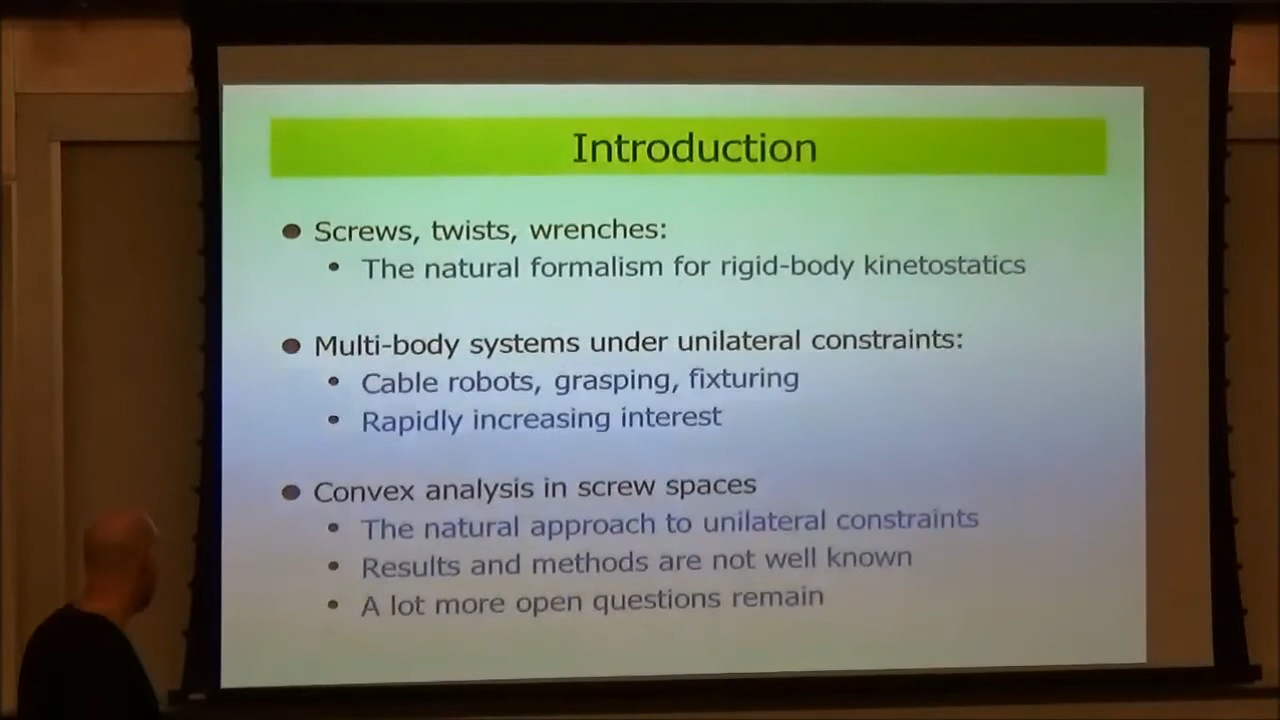 Introduction
Screws, twists, wrenches:
The natural formalism for rigid-body kinetostatics
Multi-body systems under unilateral constraints:
Cable robots, grasping, fixturing
Rapidly increasing interest
Convex analysis in screw spaces
The natural approach to unilateral constraints
Results and methods are not well known
A lot more open questions remain